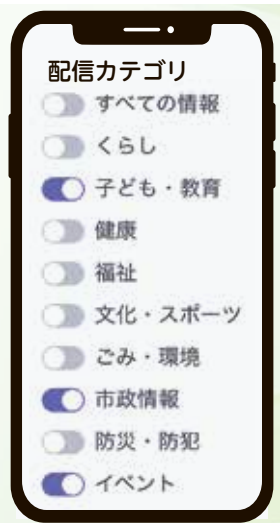 配信カテゴリ
すべての情報
くらし
子ども・教育
健康
福祉
文化・スポーツ
ごみ・環境
市政情報
防災・防犯
イベント